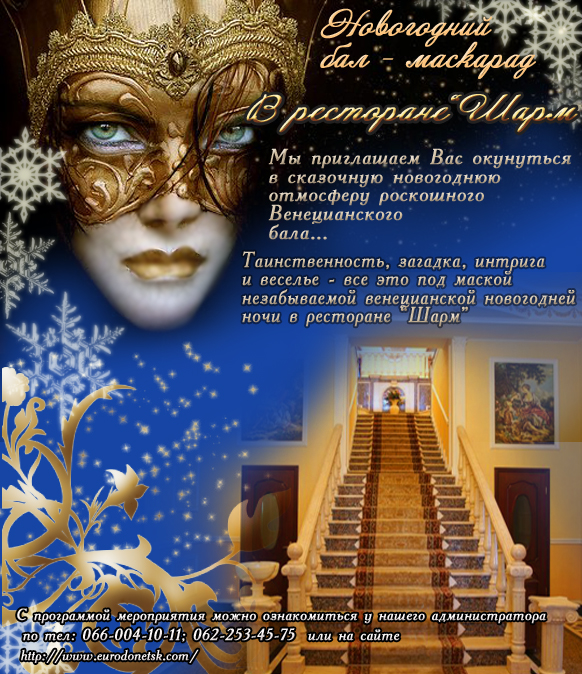 Новогодний
бал - маскарад
В ресторане "Шарм
Мы приглашаем Вас окунуться
в сказочную новогоднюю
отмосферу роскошного
Венецианского
бала...
Таинственность, загадка, интрига
и веселье - все это под маской
незабываемой венецианской новогодней
ночи в ресторане "Шарм"
С программой мероприятия можно ознакомиться у нашего администратора
по тел: 066-004-10-11; 062-253-45-75 или на сайте
http://www.eurodonetsk.com/